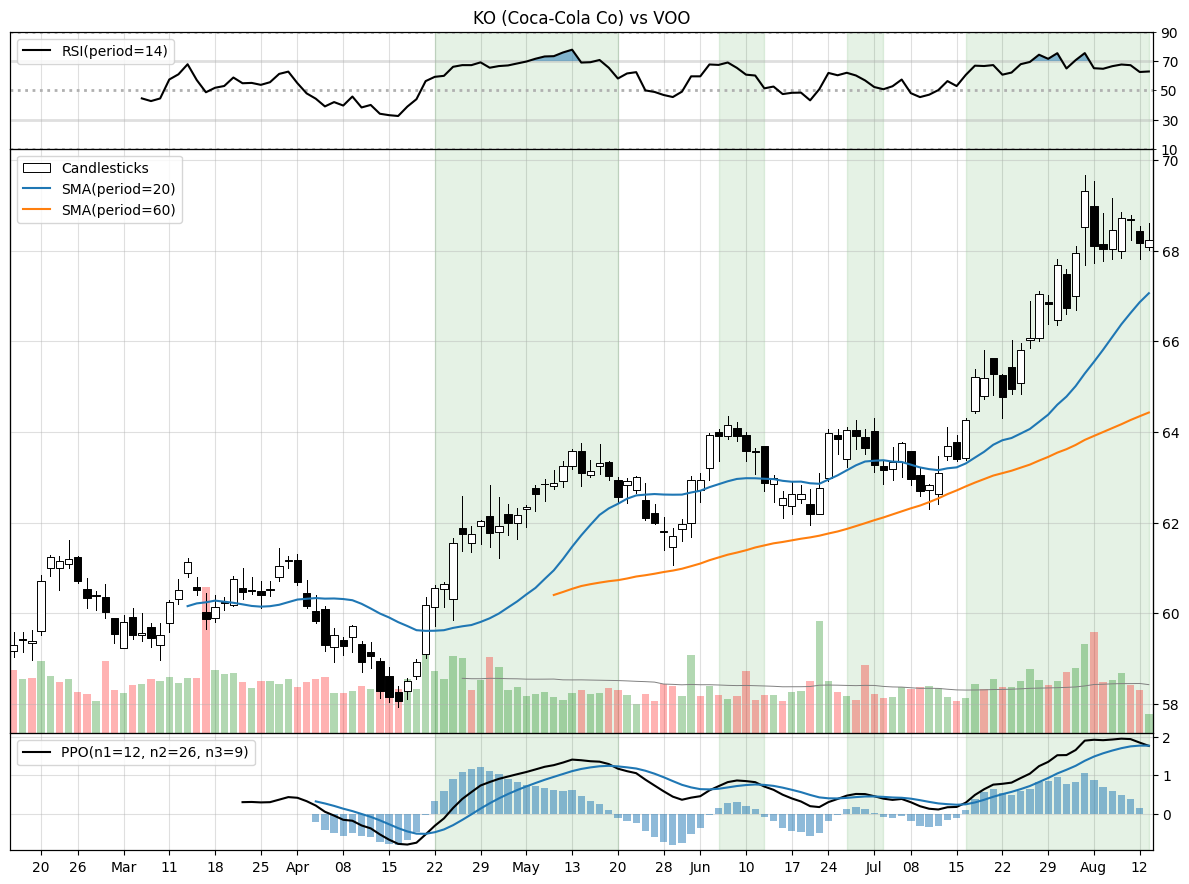 KO (Coca-Cola Co) vs VOO
RSI(period=14)
90
70
50
30
10
Candlesticks
SMA(period=20)
SMA(period=60)
70
68
66
64
62
60
58
PPO(n1=12, n2=26, n3=9)
2
1
0
20 26 Mar 11 18 25 Apr 08 15 22 29 May 13 20 28 Jun 10 17 24 Jul 08 15 22 29 Aug 12